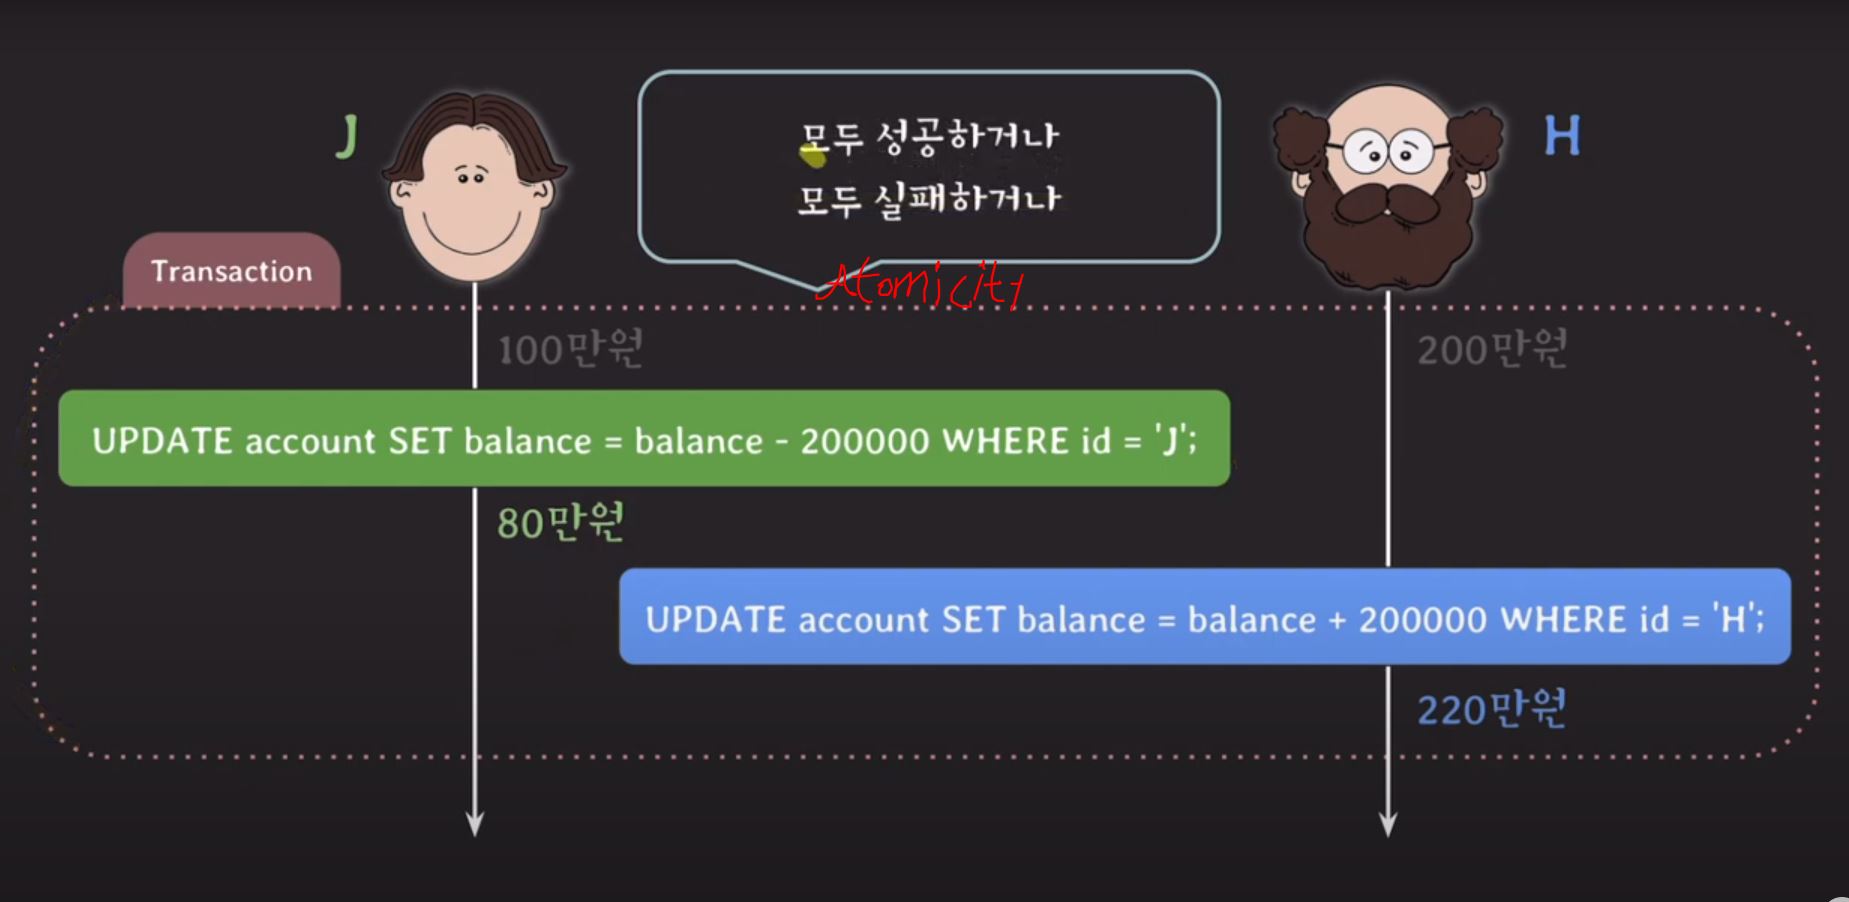 J
모두 성공하거나
모두 실패하거나
H
Transaction
Atomicity
100만원
200만원
UPDATE account SET balance = balance - 200000 WHERE id = 'J';
80만원
UPDATE account SET balance = balance + 200000 WHERE id = 'H';
220만원